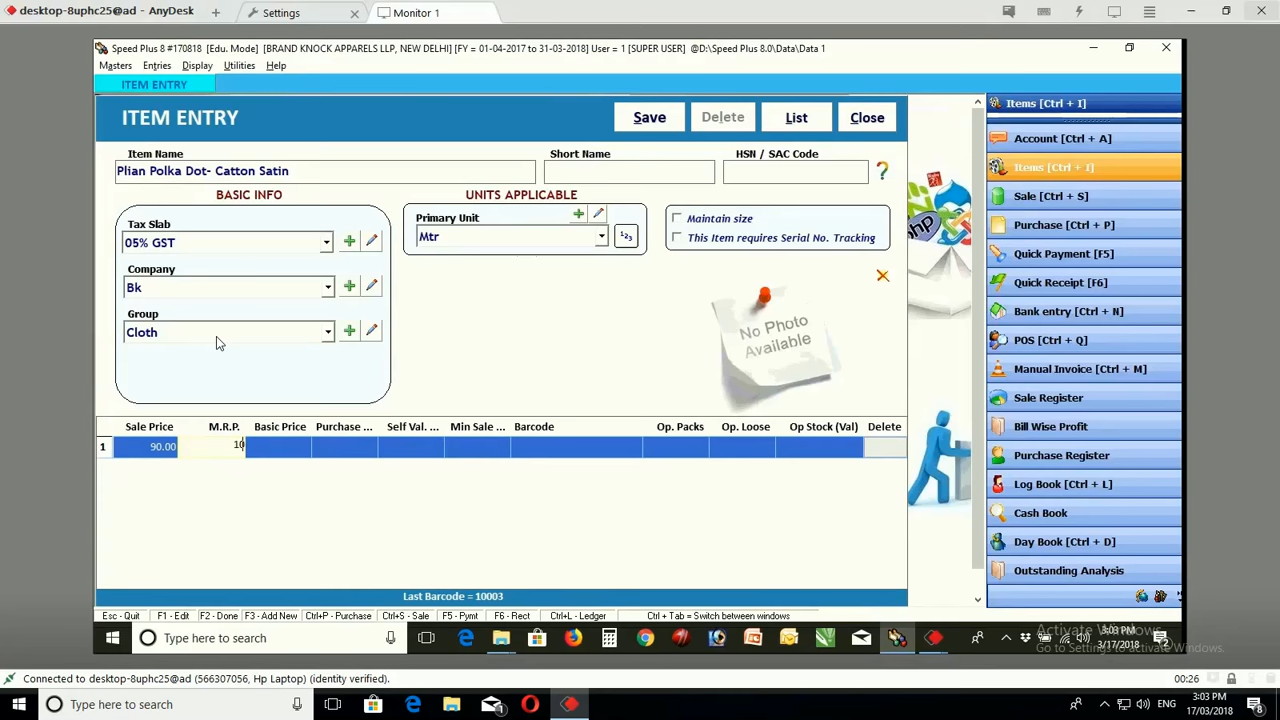 desktop-8uphc25@ad - AnyDesk
Settings
Monitor 1
Speed Plus 8 #170818 [Edu. Mode] [BRAND KNOCK APPARELS LLP, NEW DELHI] [FY = 01-04-2017 to 31-03-2018] User = 1 [SUPER USER] @D:\Speed Plus 8.0\Data\Data 1
Masters Entries Display Utilities Help
ITEM ENTRY
ITEM ENTRY
Save Delete List Close
Item Name Short Name HSN / SAC Code
Plian Polka Dot- Catton Satin
?
BASIC INFO
UNITS APPLICABLE
Tax Slab
05% GST
Company
Bk
Group
Cloth
Primary Unit
Mtr
123
Maintain size
This Item requires Serial No. Tracking
No Photo
Available
php
Sale Price M.R.P. Basic Price Purchase ... Self Val. ... Min Sale ... Barcode Op. Packs Op. Loose Op Stock (Val) Delete
1 90.00 10
Last Barcode = 10003
Esc - Quit F1 - Edit F2 - Done F3 - Add New Ctrl+P - Purchase Ctrl+S - Sale F5 - Pymt F6 - Rect Ctrl+L - Ledger Ctrl + Tab = Switch between windows
Items [Ctrl + I]
Account [Ctrl + A]
Items [Ctrl + I]
Sale [Ctrl + S]
Purchase [Ctrl + P]
Quick Payment [F5]
Quick Receipt [F6]
Bank entry [Ctrl + N]
POS [Ctrl + Q]
Manual Invoice [Ctrl + M]
Sale Register
Bill Wise Profit
Purchase Register
Log Book [Ctrl + L]
Cash Book
Day Book [Ctrl + D]
Outstanding Analysis
Type here to search
3:03 PM
3/17/2018
Activate Windows
Go to Settings to activate Windows.
Connected to desktop-8uphc25@ad (566307056, Hp Laptop) (identity verified).
00:26
Type here to search
ENG
3:03 PM
17/03/2018